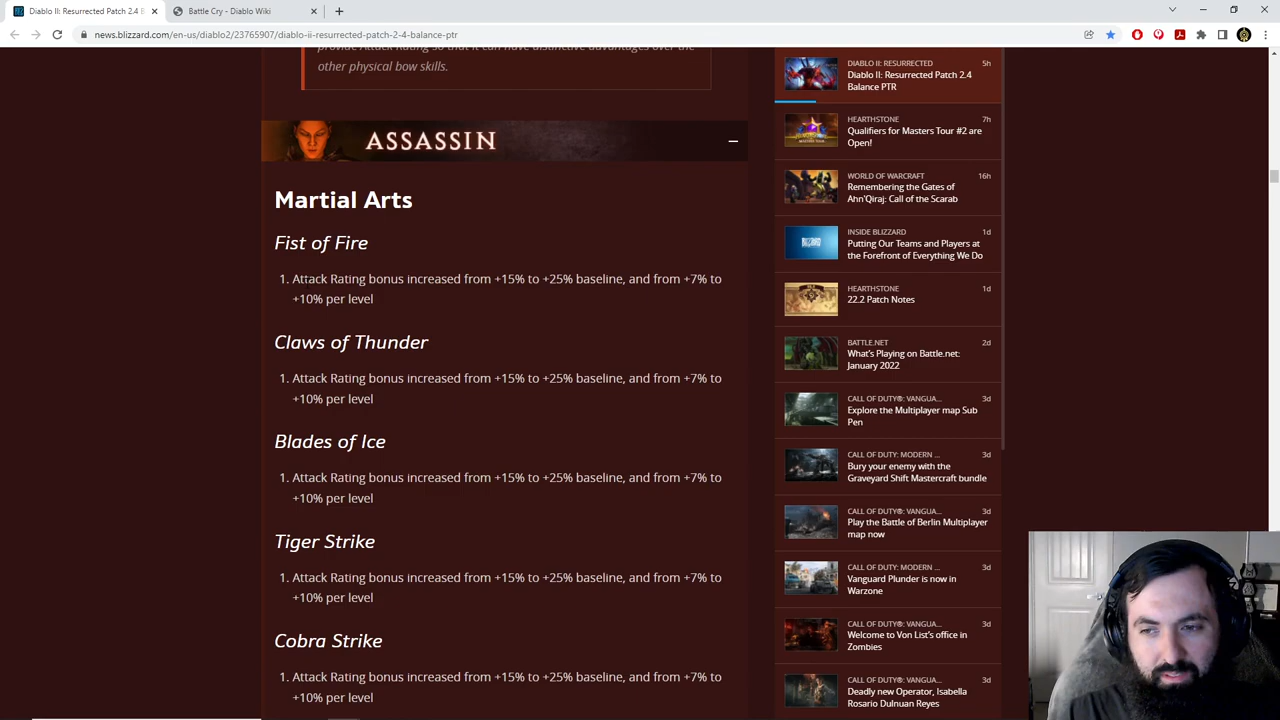 Diablo II: Resurrected Patch 2.4 B
Battle Cry - Diablo Wiki
news.blizzard.com/en-us/diablo2/23765907/diablo-ii-resurrected-patch-2-4-balance-ptr
provide Attack Rating so that it can have distinctive advantages over the
other physical bow skills.
ASSASSIN
Martial Arts
Fist of Fire
1. Attack Rating bonus increased from +15% to +25% baseline, and from +7% to
+10% per level
Claws of Thunder
1. Attack Rating bonus increased from +15% to +25% baseline, and from +7% to
+10% per level
Blades of Ice
1. Attack Rating bonus increased from +15% to +25% baseline, and from +7% to
+10% per level
Tiger Strike
1. Attack Rating bonus increased from +15% to +25% baseline, and from +7% to
+10% per level
Cobra Strike
1. Attack Rating bonus increased from +15% to +25% baseline, and from +7% to
+10% per level
DIABLO II: RESURRECTED 5h
Diablo II: Resurrected Patch 2.4
Balance PTR
HEARTHSTONE 7h
Qualifiers for Masters Tour #2 are
Open!
WORLD OF WARCRAFT 16h
Remembering the Gates of
Ahn'Qiraj: Call of the Scarab
INSIDE BLIZZARD 1d
Putting Our Teams and Players at
the Forefront of Everything We Do
HEARTHSTONE 1d
22.2 Patch Notes
BATTLE.NET 2d
What's Playing on Battle.net:
January 2022
CALL OF DUTY®: VANGUA... 3d
Explore the Multiplayer map Sub
Pen
CALL OF DUTY: MODERN ... 3d
Bury your enemy with the
Graveyard Shift Mastercraft bundle
CALL OF DUTY®: VANGUA... 3d
Play the Battle of Berlin Multiplayer
map now
CALL OF DUTY: MODERN ... 3d
Vanguard Plunder is now in
Warzone
CALL OF DUTY®: VANGUA... 3d
Welcome to Von List's office in
Zombies
CALL OF DUTY®: VANGUA... 3d
Deadly new Operator, Isabella
Rosario Dulnuan Reyes